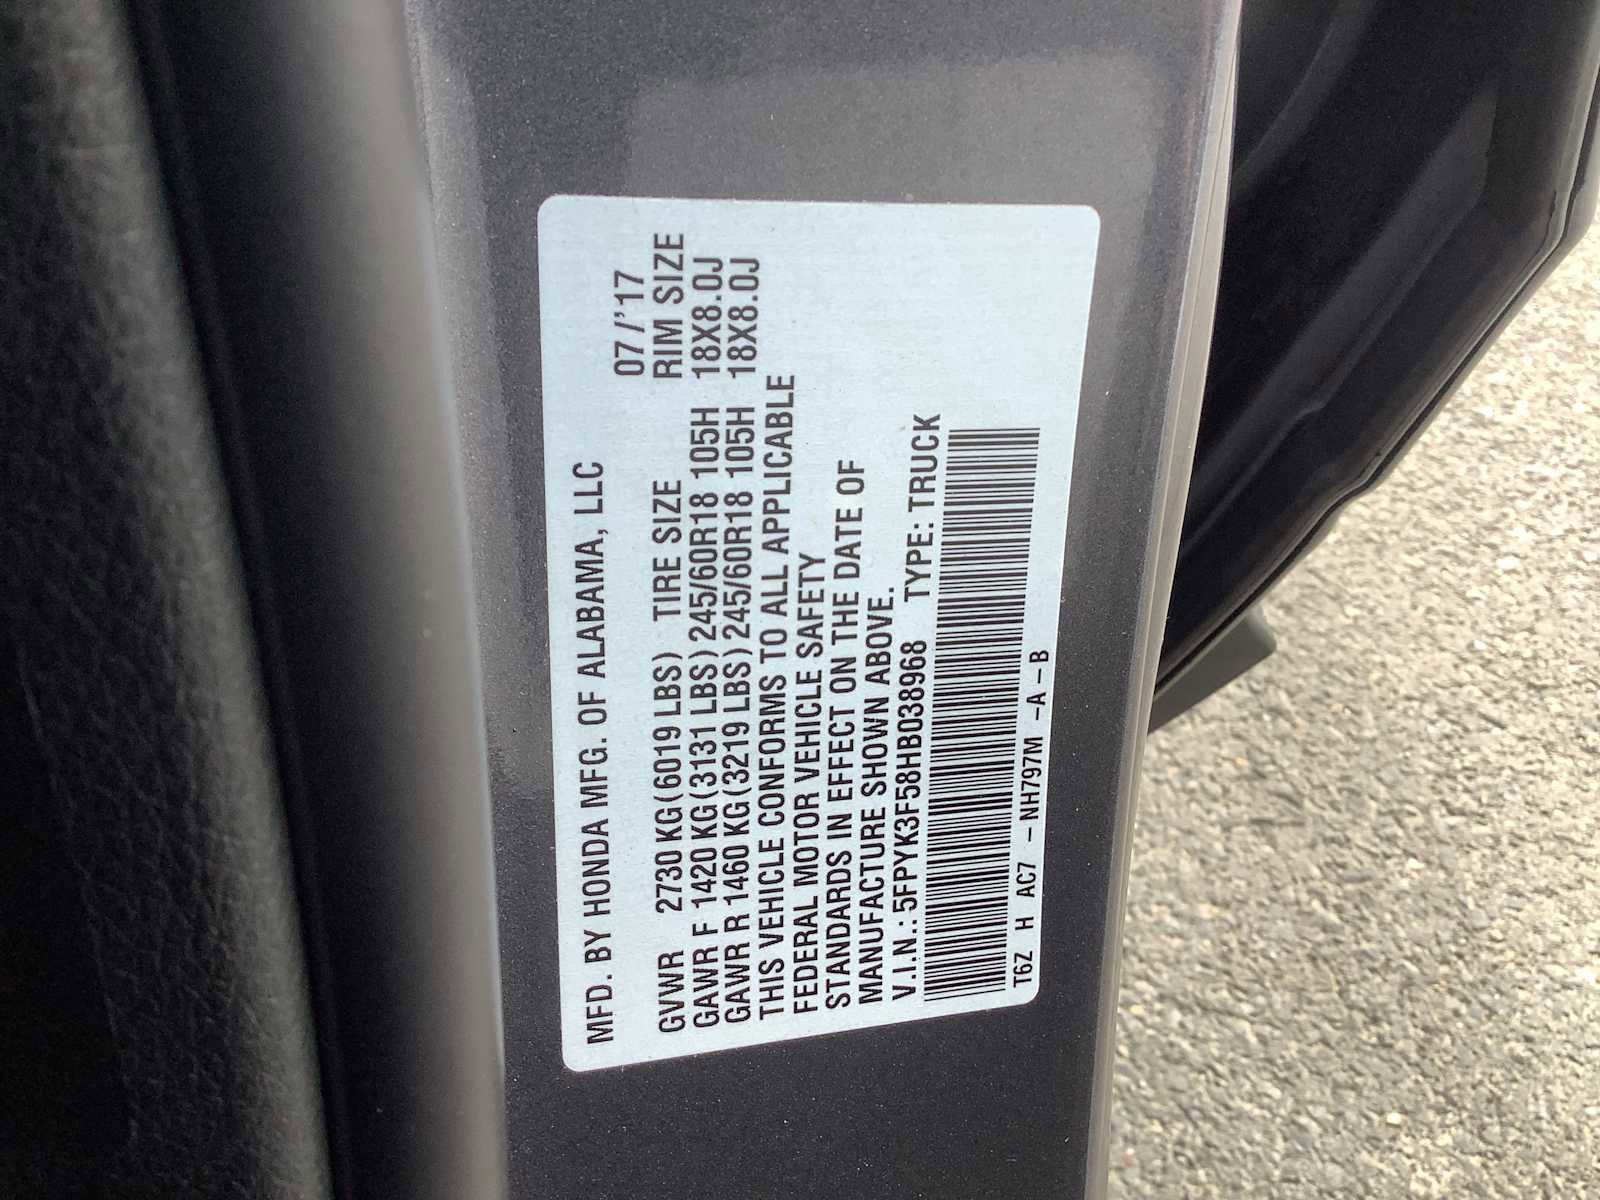 MFD. BY HONDA MFG. OF ALABAMA, LLC
07/'17
GVWR 2730 KG(6019 LBS) TIRE SIZE RIM SIZE
GAWR F 1420 KG(3131 LBS) 245/60R18 105H 18X8.0J
GAWR R 1460 KG(3219 LBS) 245/60R18 105H 18X8.0J
THIS VEHICLE CONFORMS TO ALL APPLICABLE
FEDERAL MOTOR VEHICLE SAFETY
STANDARDS IN EFFECT ON THE DATE OF
MANUFACTURE SHOWN ABOVE.
V.I.N.: 5FPYK3F58HB038968 TYPE: TRUCK
T6Z H AC7 – NH797M –A – B